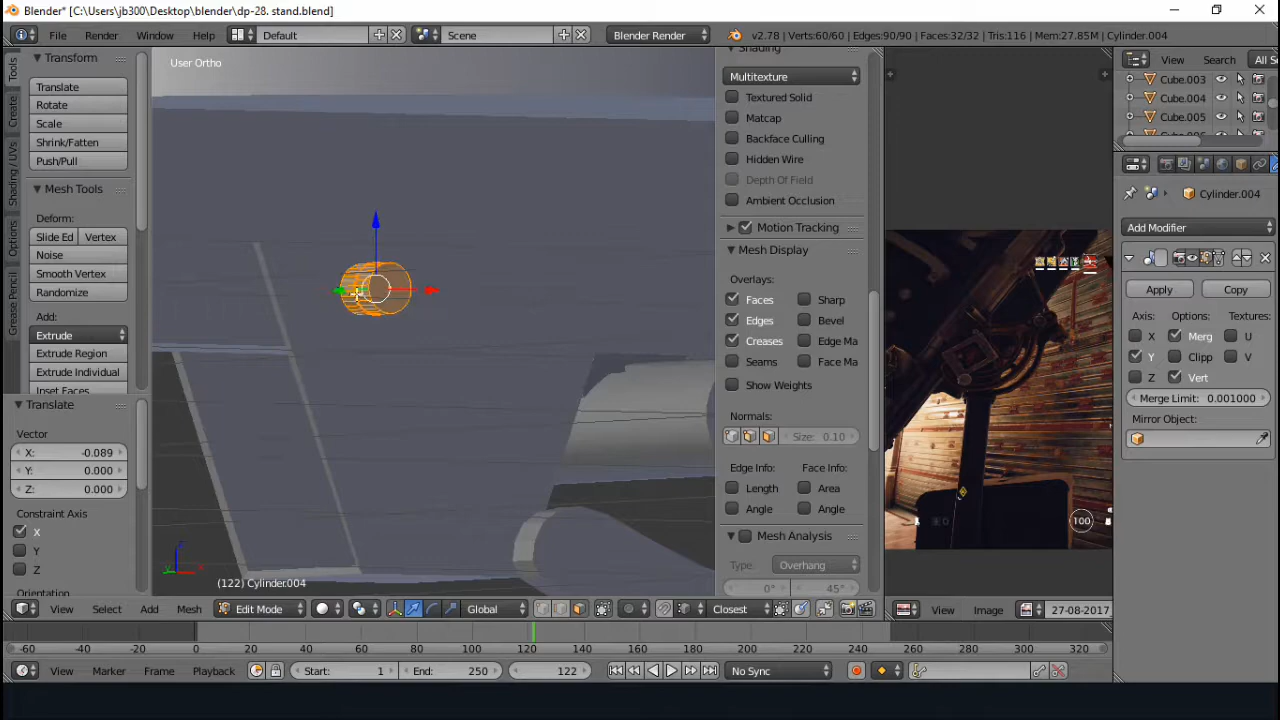 Blender* [C:\Users\jb300\Desktop\blender\dp-28. stand.blend]
File Render Window Help Default Scene Blender Render v2.78 | Verts:60/60 | Edges:90/90 | Faces:32/32 | Tris:116 | Mem:27.85M | Cylinder.004
Tools
Create
Shading / UVs
Options
Grease Pencil
Transform
Translate
Rotate
Scale
Shrink/Fatten
Push/Pull
Mesh Tools
Deform:
Slide Ed Vertex
Noise
Smooth Vertex
Randomize
Add:
Extrude
Extrude Region
Extrude Individual
Inset Faces
Translate
Vector
X: -0.089
Y: 0.000
Z: 0.000
Constraint Axis
X
Y
Z
Orientation
User Ortho
(122) Cylinder.004
Shading
Multitexture
Textured Solid
Matcap
Backface Culling
Hidden Wire
Depth Of Field
Ambient Occlusion
Motion Tracking
Mesh Display
Overlays:
Faces Sharp
Edges Bevel
Creases Edge Ma
Seams Face Ma
Show Weights
Normals:
Size: 0.10
Edge Info: Face Info:
Length Area
Angle Angle
Mesh Analysis
Type: Overhang
0° 45°
100
View Search All S
Cube.003
Cube.004
Cube.005
Cylinder.004
Add Modifier
Apply Copy
Axis: Options: Textures:
X Merg U
Y Clipp V
Z Vert
Merge Limit: 0.001000
Mirror Object:
View Select Add Mesh Edit Mode Global Closest
View Image 27-08-2017
-60 -40 -20 0 20 40 60 80 100 120 140 160 180 200 220 240 260 280 300 320
View Marker Frame Playback Start: 1 End: 250 122 No Sync